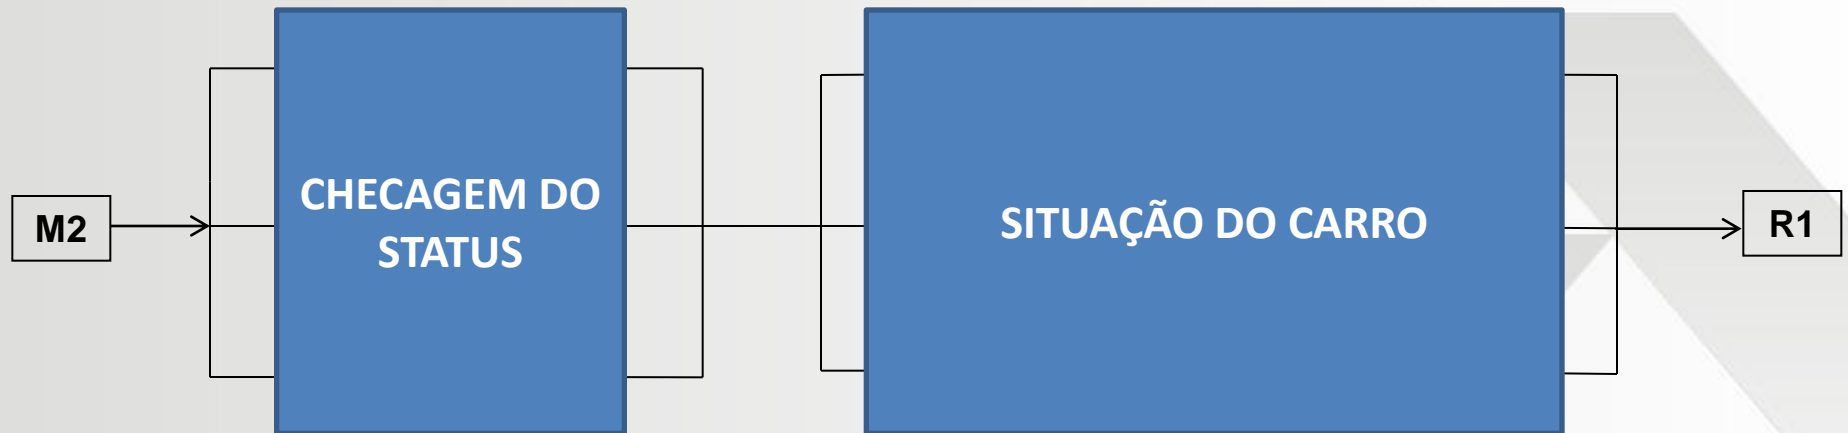 M2
CHECAGEM DO
STATUS
SITUAÇÃO DO CARRO
R1